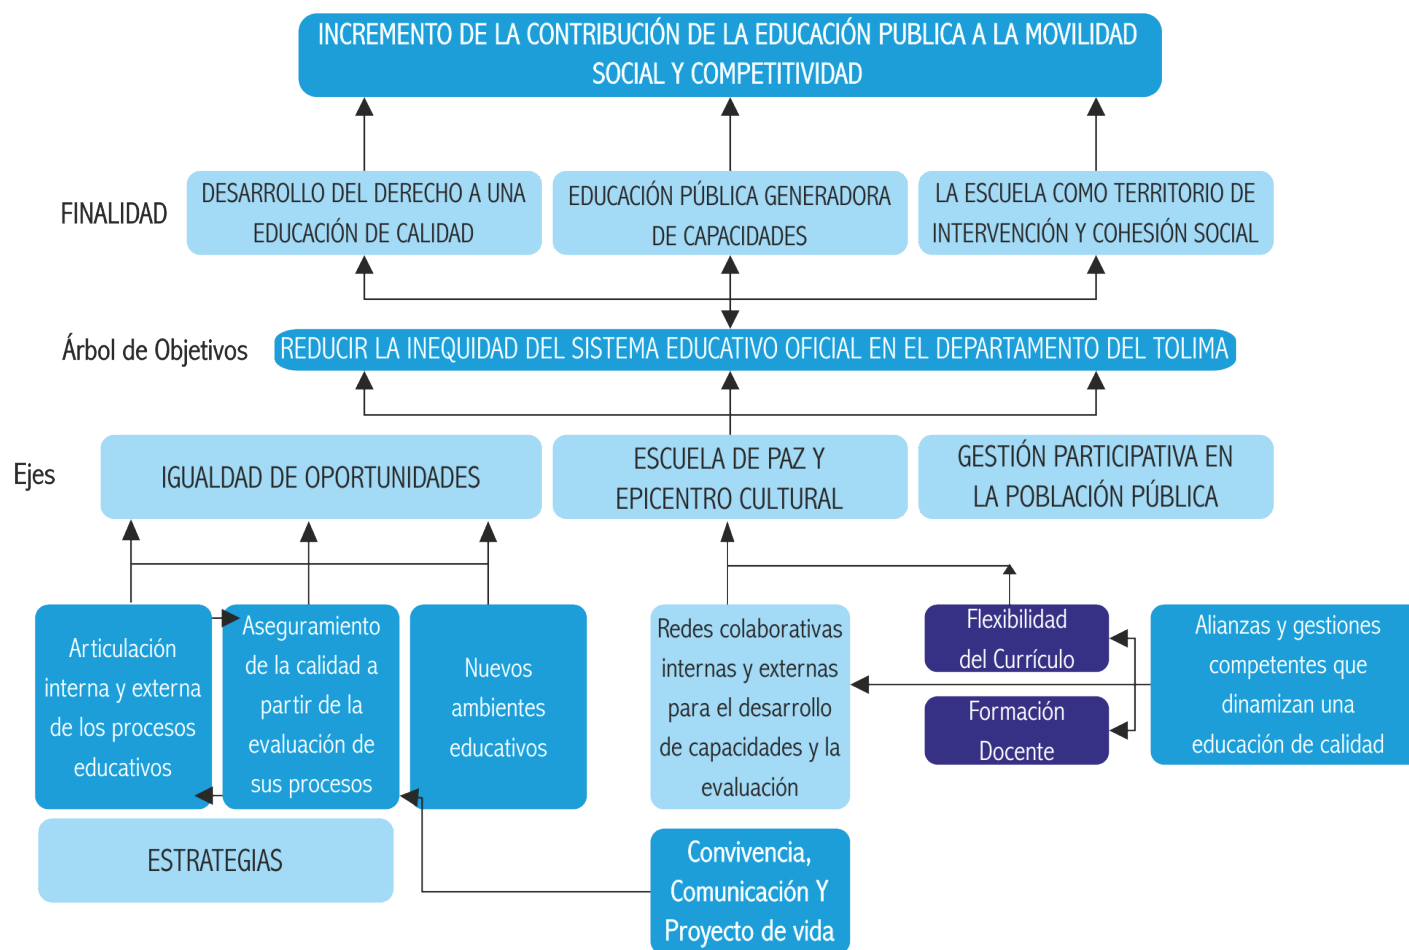 INCREMENTO DE LA CONTRIBUCIÓN DE LA EDUCACIÓN PUBLICA A LA MOVILIDAD
SOCIAL Y COMPETITIVIDAD
FINALIDAD
DESARROLLO DEL DERECHO A UNA
EDUCACIÓN DE CALIDAD
EDUCACIÓN PÚBLICA GENERADORA
DE CAPACIDADES
LA ESCUELA COMO TERRITORIO DE
INTERVENCIÓN Y COHESIÓN SOCIAL
Árbol de Objetivos
REDUCIR LA INEQUIDAD DEL SISTEMA EDUCATIVO OFICIAL EN EL DEPARTAMENTO DEL TOLIMA
Ejes
IGUALDAD DE OPORTUNIDADES
ESCUELA DE PAZ Y
EPICENTRO CULTURAL
GESTIÓN PARTICIPATIVA EN
LA POBLACIÓN PÚBLICA
Articulación
interna y externa
de los procesos
educativos
Aseguramiento
de la calidad a
partir de la
evaluación de
sus procesos
Nuevos
ambientes
educativos
Redes colaborativas
internas y externas
para el desarrollo
de capacidades y la
evaluación
Flexibilidad
del Currículo
Formación
Docente
Alianzas y gestiones
competentes que
dinamizan una
educación de calidad
ESTRATEGIAS
Convivencia,
Comunicación Y
Proyecto de vida